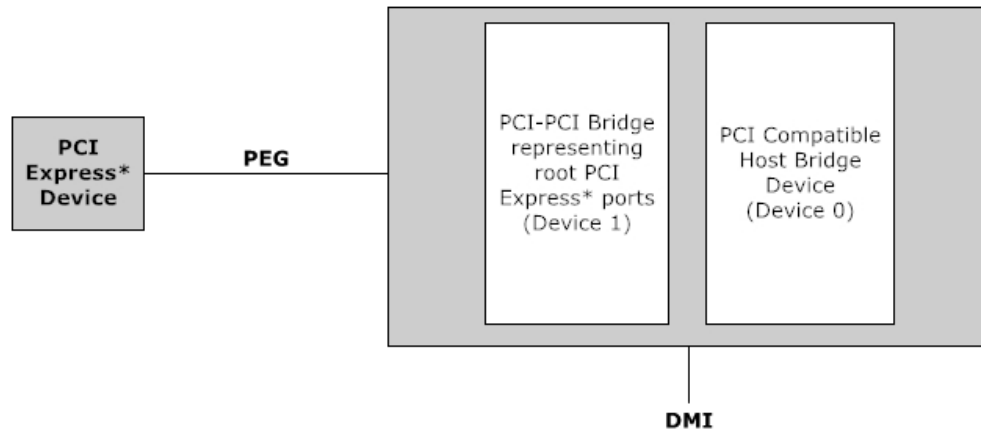 PCI
Express*
Device
PEG
PCI-PCI Bridge
representing
root PCI
Express* ports
(Device 1)
PCI Compatible
Host Bridge
Device
(Device 0)
DMI